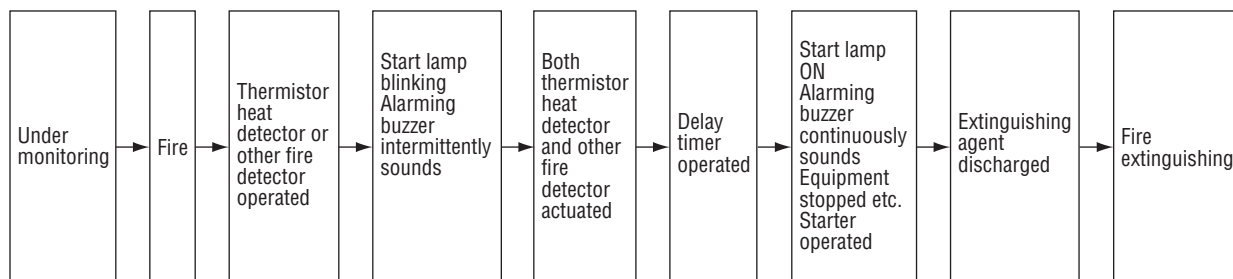 Under
monitoring
Fire
Thermistor
heat
detector or
other fire
detector
operated
Start lamp
blinking
Alarming
buzzer
intermittently
sounds
Both
thermistor
heat
detector
and other
fire
detector
actuated
Delay
timer
operated
Start lamp
ON
Alarming
buzzer
continuously
sounds
Equipment
stopped etc.
Starter
operated
Extinguishing
agent
discharged
Fire
extinguishing